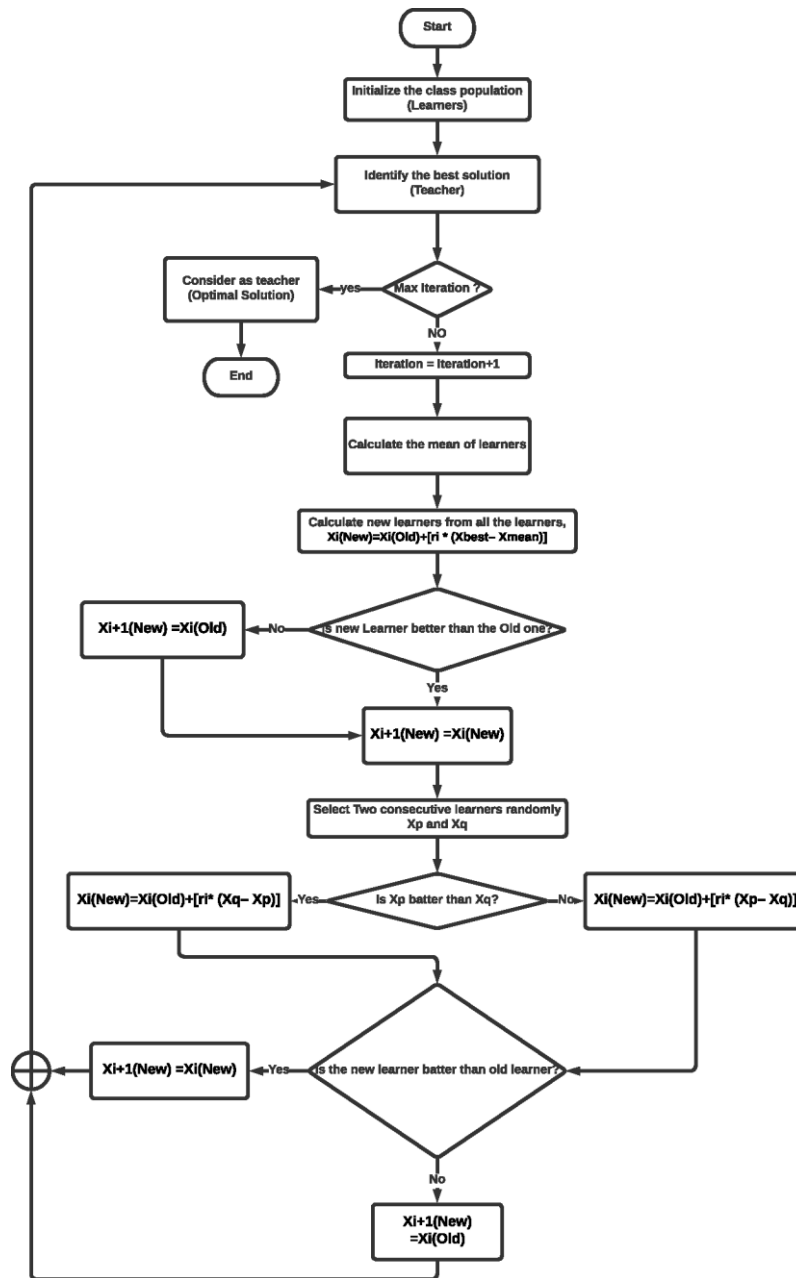 Start
Initialize the class population
(Learners)
Identify the best solution
(Teacher)
Consider as teacher
(Optimal Solution)
yes
Max Iteration ?
NO
End
Iteration = Iteration+1
Calculate the mean of learners
Calculate new learners from all the learners,
Xi(New)=Xi(Old)+[ri * (Xbest– Xmean)]
Xi+1(New) =Xi(Old)
No
Is new Learner better than the Old one?
Yes
Xi+1(New) =Xi(New)
Select Two consecutive learners randomly
Xp and Xq
Xi(New)=Xi(Old)+[ri* (Xq– Xp)]
Yes
Is Xp batter than Xq?
No
Xi(New)=Xi(Old)+[ri* (Xp– Xq)]
Xi+1(New) =Xi(New)
Yes
Is the new learner batter than old learner?
No
Xi+1(New)
=Xi(Old)